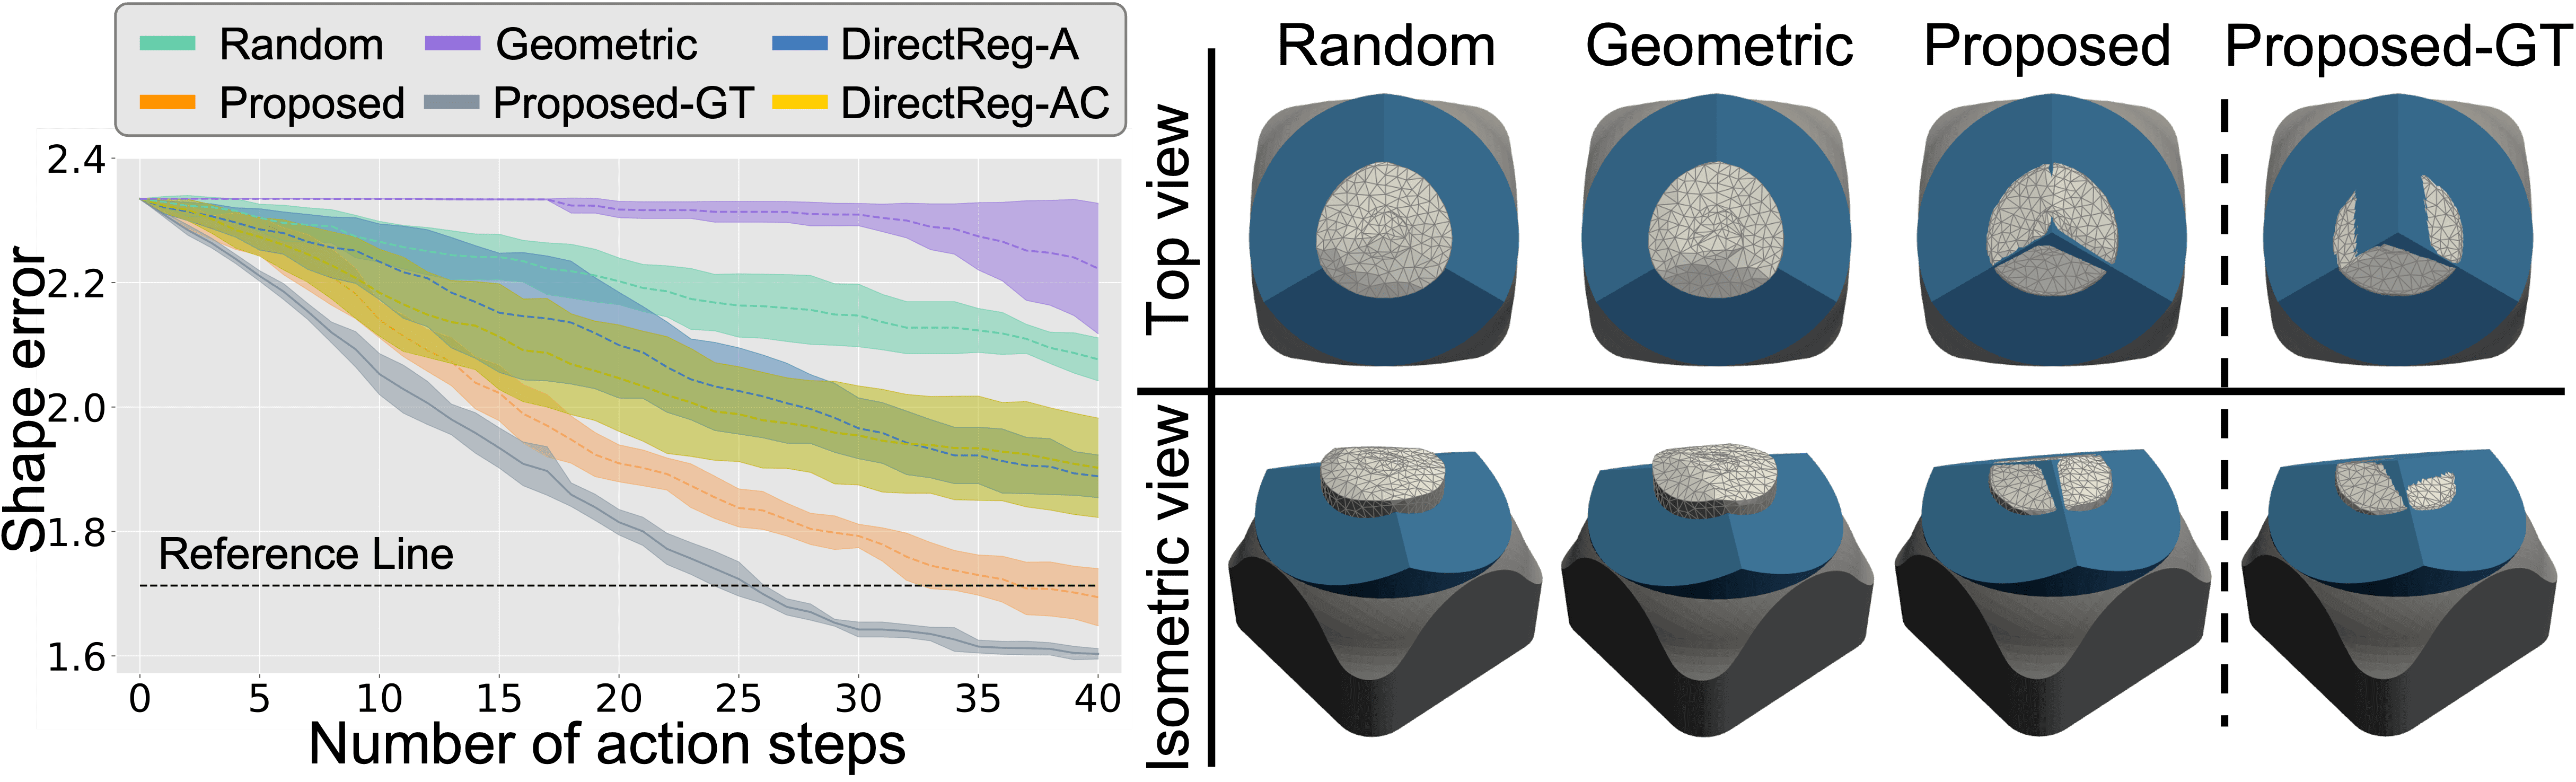 Random Geometric DirectReg-A
Proposed Proposed-GT DirectReg-AC
2.4
2.2
2.0
1.8
1.6
Shape error
Reference Line
0 5 10 15 20 25 30 35 40
Number of action steps
Random Geometric Proposed Proposed-GT
Top view
Isometric view